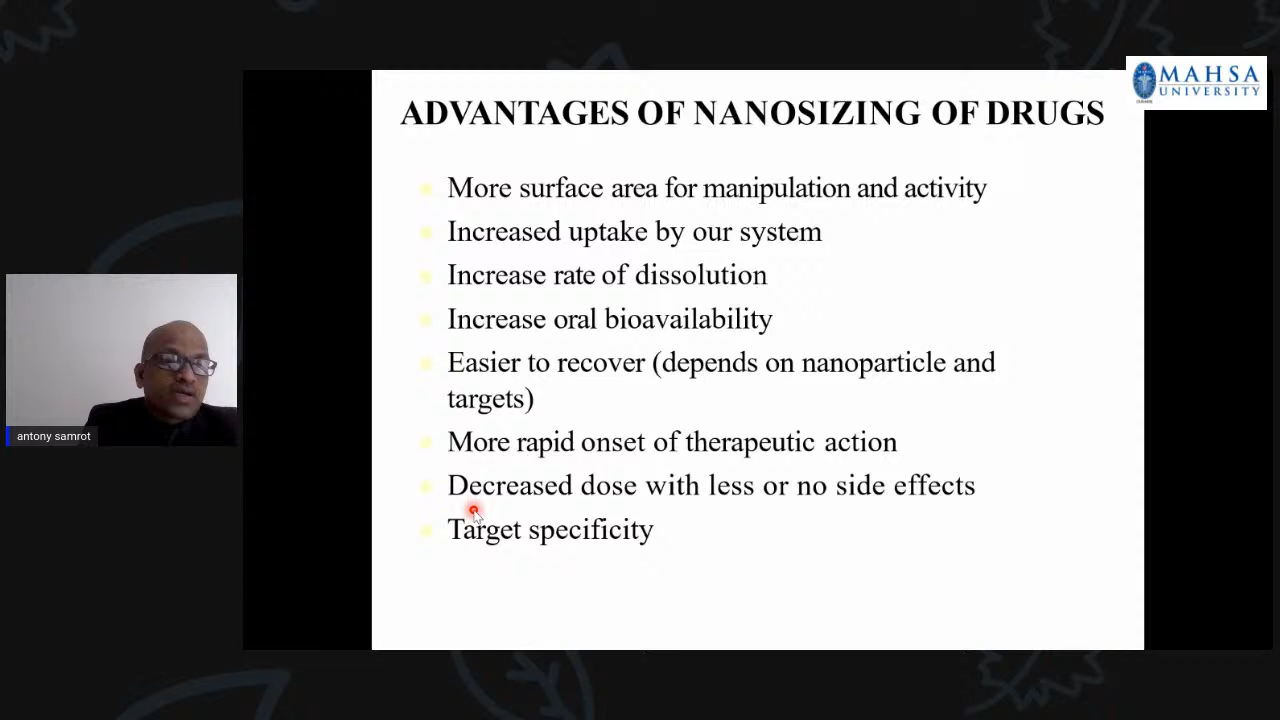 MAHSA
UNIVERSITY
ADVANTAGES OF NANOSIZING OF DRUGS
More surface area for manipulation and activity
Increased uptake by our system
Increase rate of dissolution
Increase oral bioavailability
Easier to recover (depends on nanoparticle and
targets)
More rapid onset of therapeutic action
Decreased dose with less or no side effects
Target specificity
antony samrot